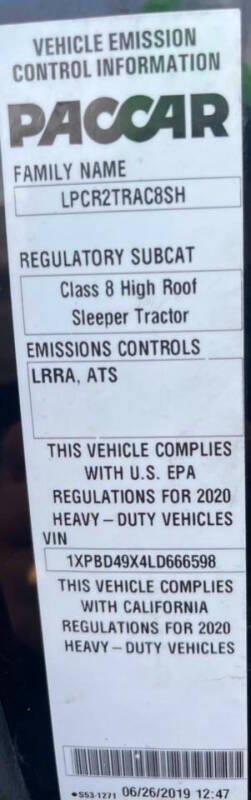 VEHICLE EMISSION
CONTROL INFORMATION
PACCAR
FAMILY NAME
LPCR2TRAC8SH
REGULATORY SUBCAT
Class 8 High Roof
Sleeper Tractor
EMISSIONS CONTROLS
LRRA, ATS
THIS VEHICLE COMPLIES
WITH U.S. EPA
REGULATIONS FOR 2020
HEAVY – DUTY VEHICLES
VIN
1XPBD49X4LD666598
THIS VEHICLE COMPLIES
WITH CALIFORNIA
REGULATIONS FOR 2020
HEAVY – DUTY VEHICLES
•S53-1271 06/26/2019 12:47